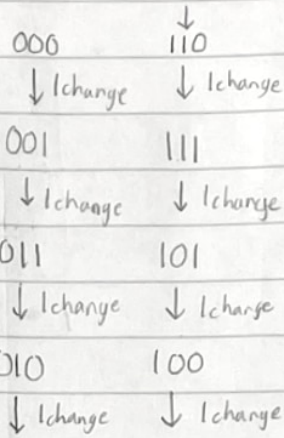 000 110
↓ 1change ↓ 1change
001 111
↓ 1change ↓ 1change
011 101
↓ 1change ↓ 1change
010 100
↓ 1change ↓ 1change